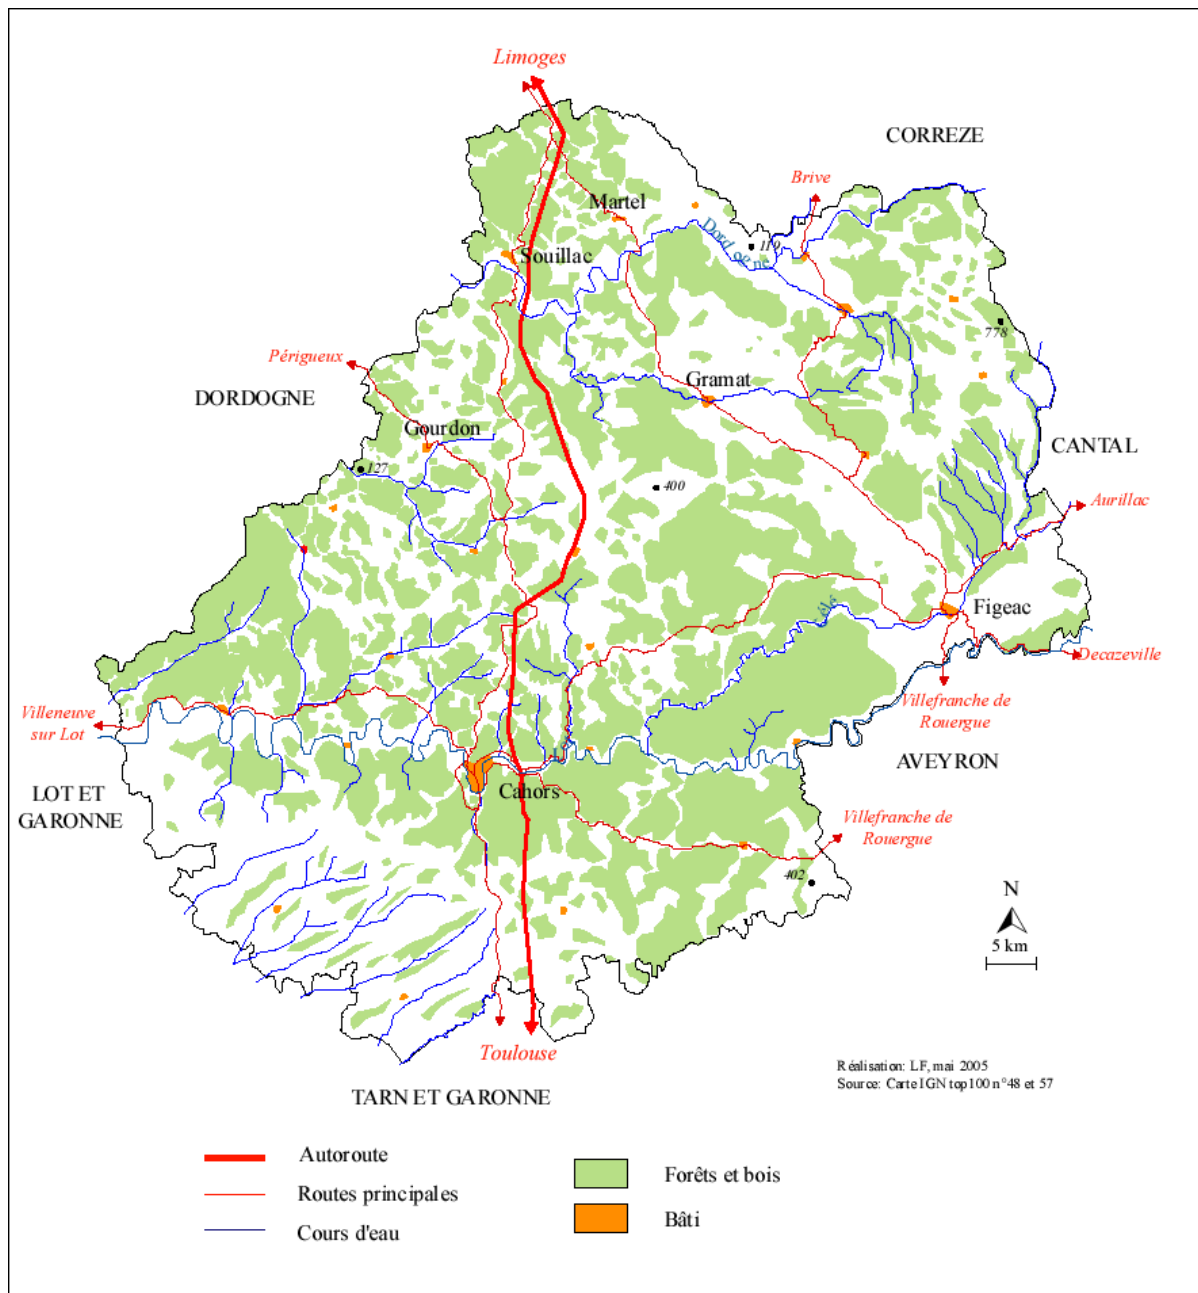 Limoges
CORREZE
Brive
Martel
Dordogne
119
Souillac
778
Périgueux
Gramat
DORDOGNE
Gourdon
CANTAL
127
400
Aurillac
Figeac
Célé
Decazeville
Villefranche de
Rouergue
Villeneuve
sur Lot
Lot
AVEYRON
Cahors
LOT ET
GARONNE
Villefranche de
Rouergue
402
N
5 km
Toulouse
Réalisation: LF, mai 2005
Source: Carte IGN top100 n°48 et 57
TARN ET GARONNE
Autoroute
Routes principales
Cours d'eau
Forêts et bois
Bâti